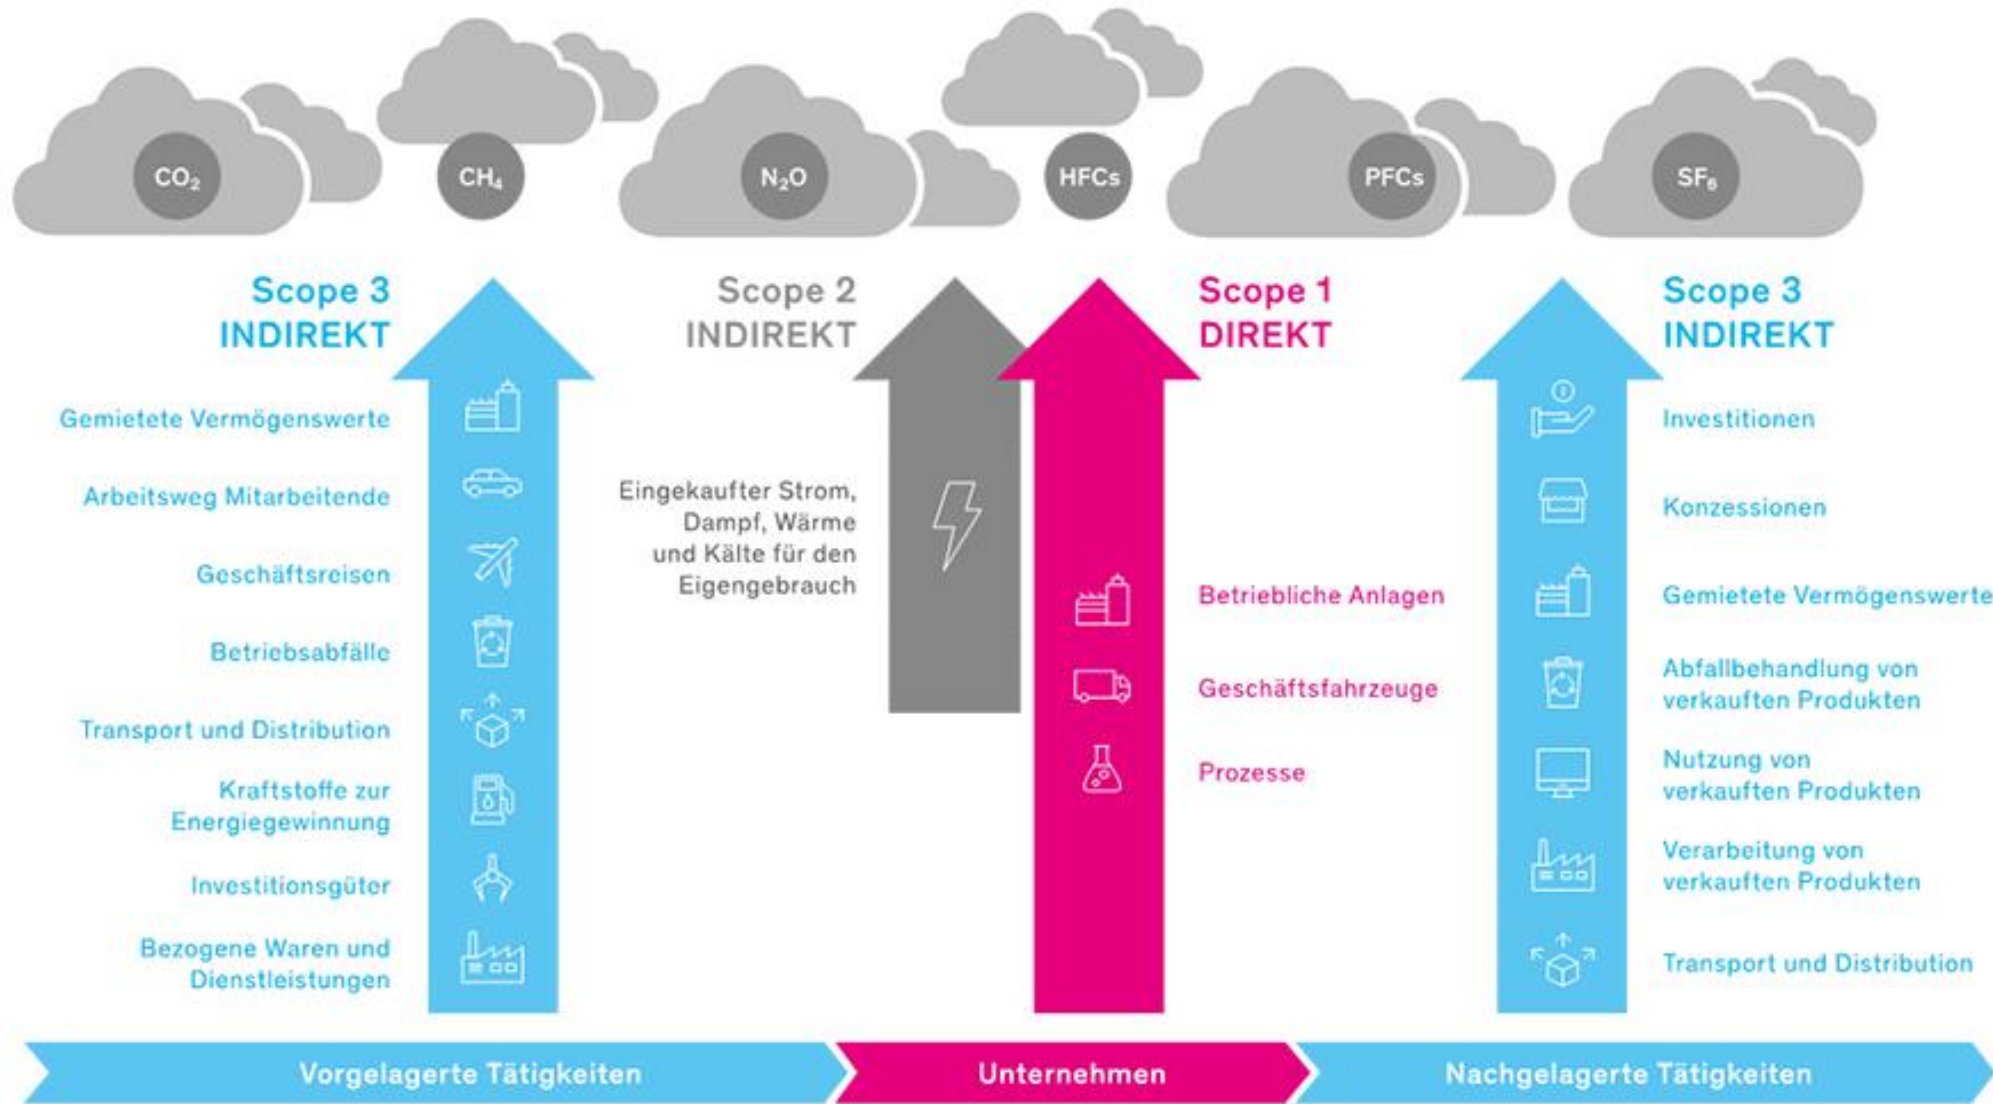 CO₂
CH₄
N₂O
HFCs
PFCs
SF₆
Scope 3
INDIREKT
Gemietete Vermögenswerte
Arbeitsweg Mitarbeitende
Geschäftsreisen
Betriebsabfälle
Transport und Distribution
Kraftstoffe zur
Energiegewinnung
Investitionsgüter
Bezogene Waren und
Dienstleistungen
Scope 2
INDIREKT
Eingekaufter Strom,
Dampf, Wärme
und Kälte für den
Eigengebrauch
Scope 1
DIREKT
Betriebliche Anlagen
Geschäftsfahrzeuge
Prozesse
Scope 3
INDIREKT
Investitionen
Konzessionen
Gemietete Vermögenswerte
Abfallbehandlung von
verkauften Produkten
Nutzung von
verkauften Produkten
Verarbeitung von
verkauften Produkten
Transport und Distribution
Vorgelagerte Tätigkeiten
Unternehmen
Nachgelagerte Tätigkeiten